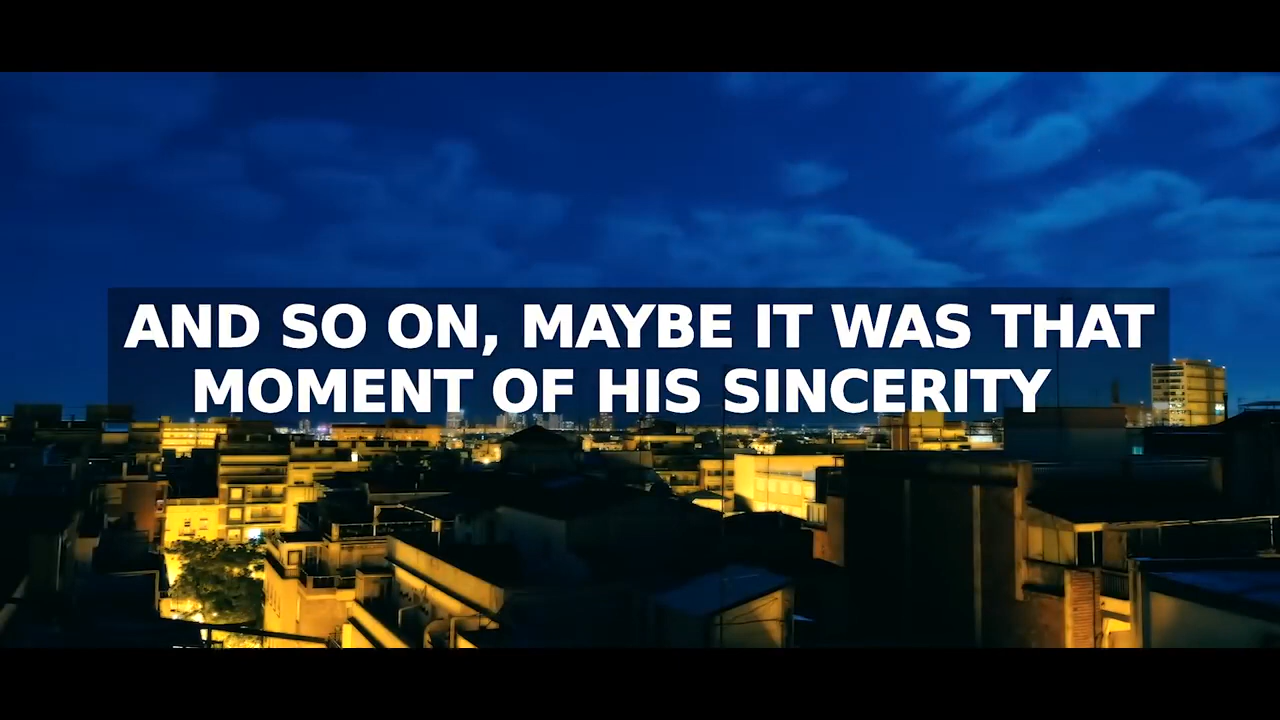 AND SO ON, MAYBE IT WAS THAT
MOMENT OF HIS SINCERITY